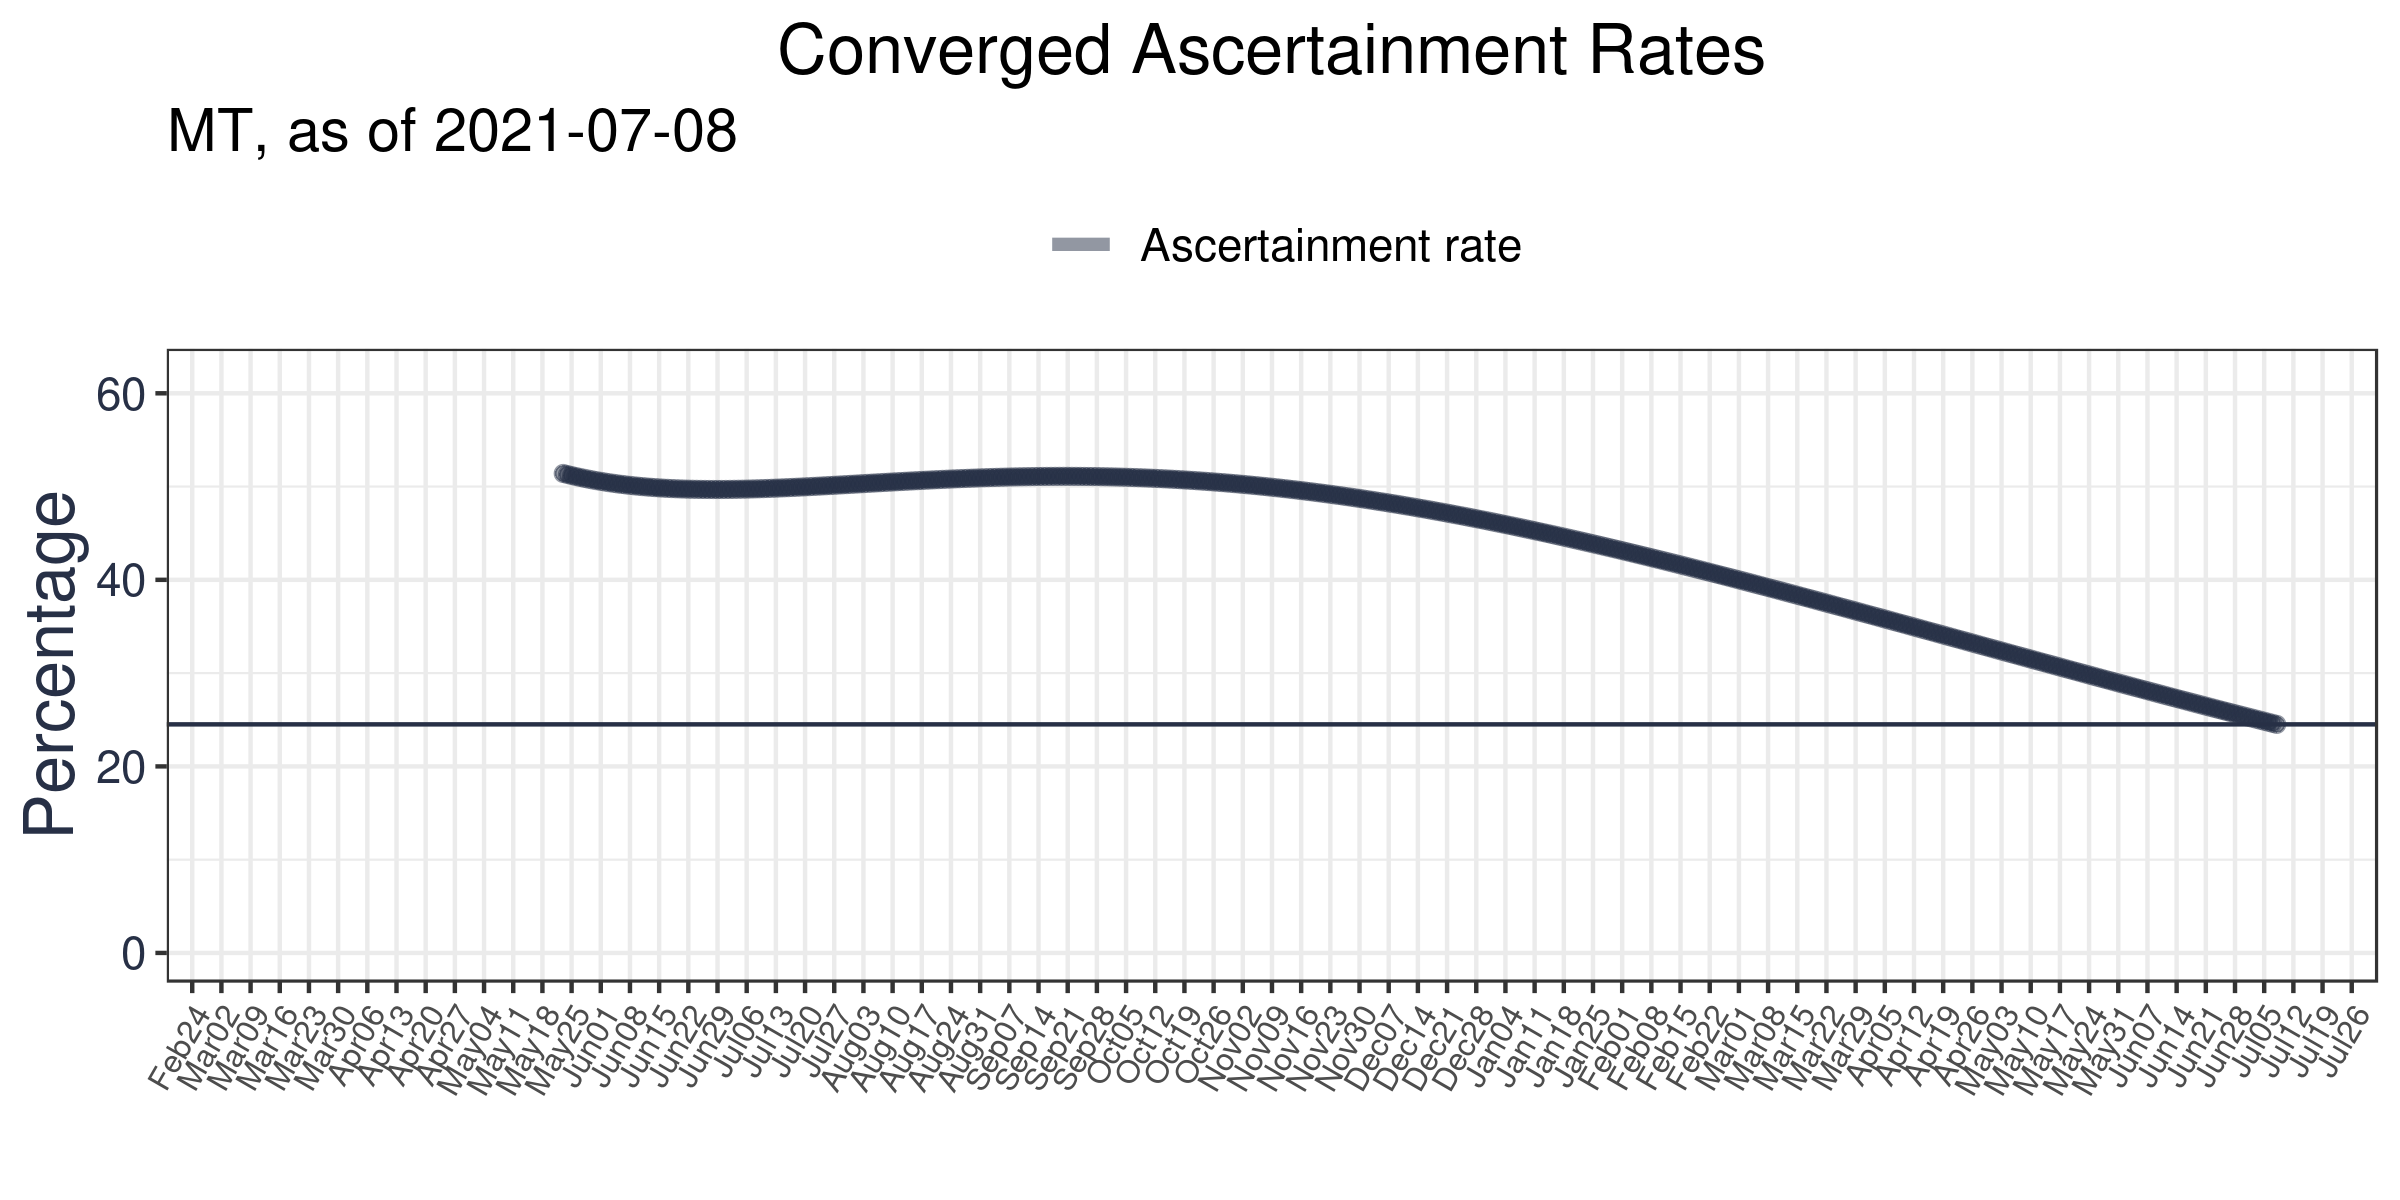 Converged Ascertainment Rates
MT, as of 2021-07-08
Ascertainment rate
Percentage
60
40
20
0
Feb24 Mar02 Mar09 Mar16 Mar23 Mar30 Apr06 Apr13 Apr20 Apr27 May04 May11 May18 May25 Jun01 Jun08 Jun15 Jun22 Jun29 Jul06 Jul13 Jul20 Jul27 Aug03 Aug10 Aug17 Aug24 Aug31 Sep07 Sep14 Sep21 Sep28 Oct05 Oct12 Oct19 Oct26 Nov02 Nov09 Nov16 Nov23 Nov30 Dec07 Dec14 Dec21 Dec28 Jan04 Jan11 Jan18 Jan25 Feb01 Feb08 Feb15 Feb22 Mar01 Mar08 Mar15 Mar22 Mar29 Apr05 Apr12 Apr19 Apr26 May03 May10 May17 May24 May31 Jun07 Jun14 Jun21 Jun28 Jul05 Jul12 Jul19 Jul26